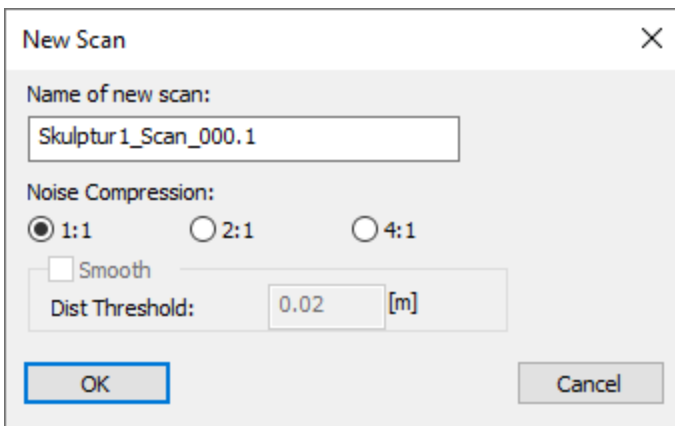 New Scan
Name of new scan:
Skulptur1_Scan_000.1
Noise Compression:
1:1 2:1 4:1
Smooth
Dist Threshold: 0.02 [m]
OK Cancel